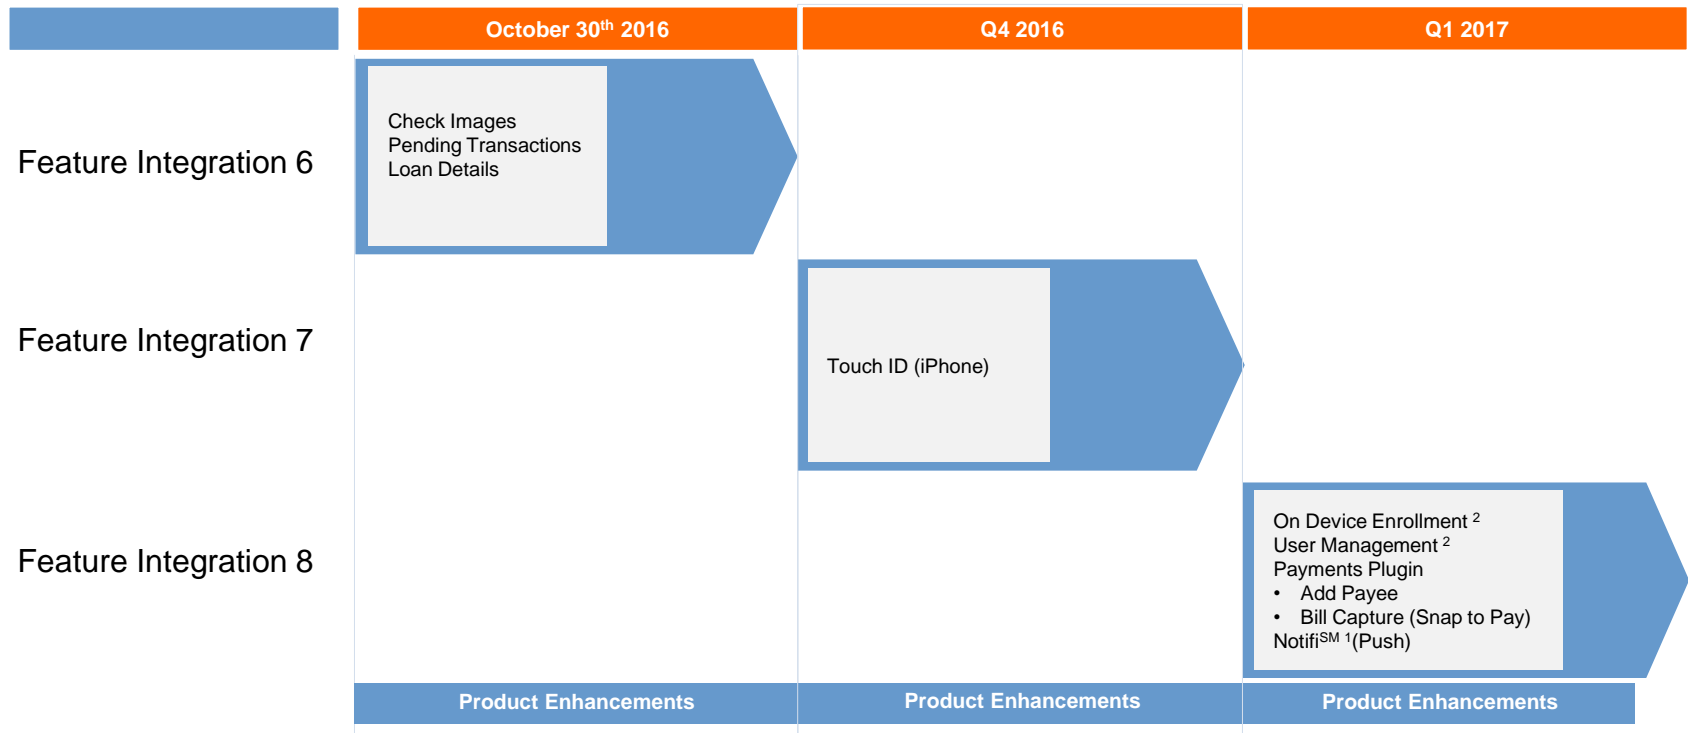 October 30th 2016
Q4 2016
Q1 2017
Feature Integration 6
Check Images
Pending Transactions
Loan Details
Feature Integration 7
Touch ID (iPhone)
Feature Integration 8
On Device Enrollment 2
User Management 2
Payments Plugin
• Add Payee
• Bill Capture (Snap to Pay)
NotifiSM 1(Push)
Product Enhancements
Product Enhancements
Product Enhancements